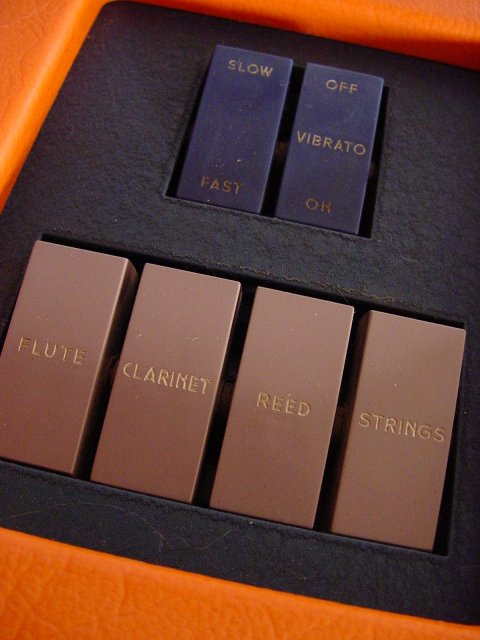 SLOW
FAST
OFF
VIBRATO
ON
FLUTE
CLARINET
REED
STRINGS